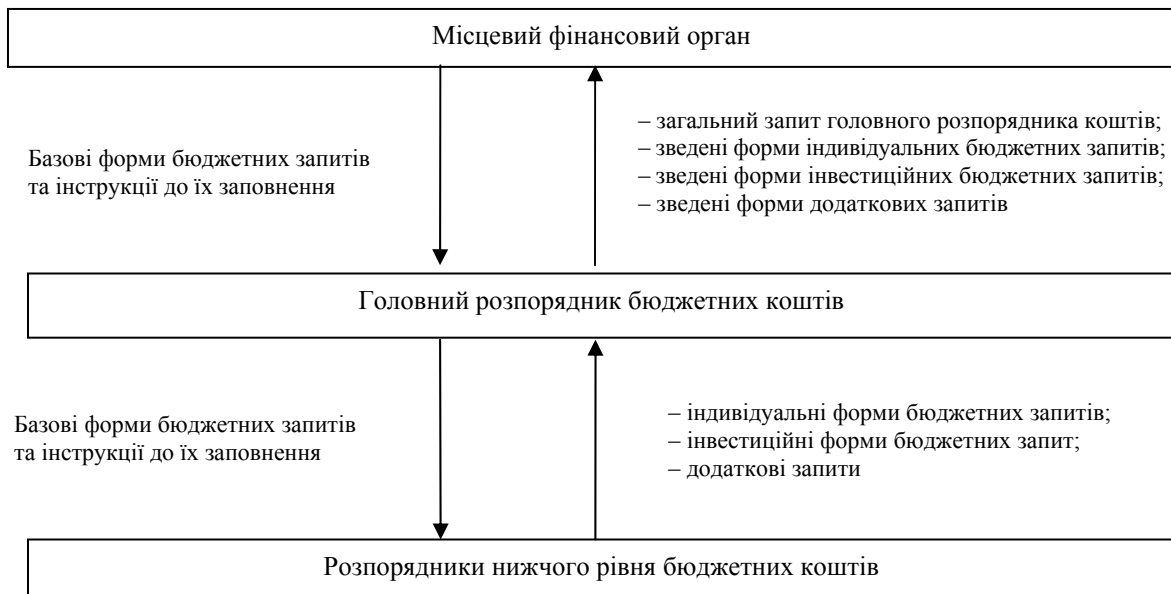 Місцевий фінансовий орган
Базові форми бюджетних запитів
та інструкції до їх заповнення
– загальний запит головного розпорядника коштів;
– зведені форми індивідуальних бюджетних запитів;
– зведені форми інвестиційних бюджетних запитів;
– зведені форми додаткових запитів
Головний розпорядник бюджетних коштів
Базові форми бюджетних запитів
та інструкції до їх заповнення
– індивідуальні форми бюджетних запитів;
– інвестиційні форми бюджетних запит;
– додаткові запити
Розпорядники нижчого рівня бюджетних коштів